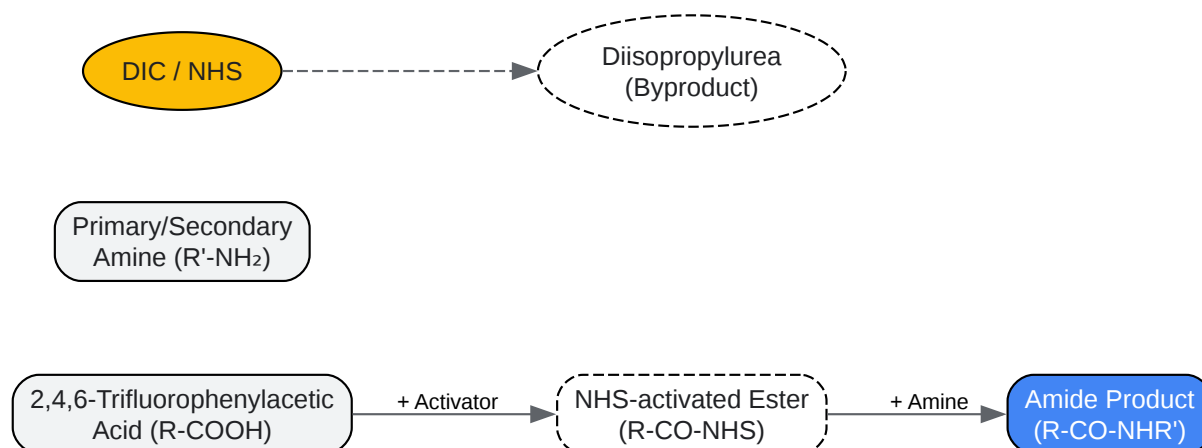 DIC / NHS
Diisopropylurea
(Byproduct)
Primary/Secondary
Amine (R'-NH₂)
2,4,6-Trifluorophenylacetic
Acid (R-COOH)
+ Activator
NHS-activated Ester
(R-CO-NHS)
+ Amine
Amide Product
(R-CO-NHR')